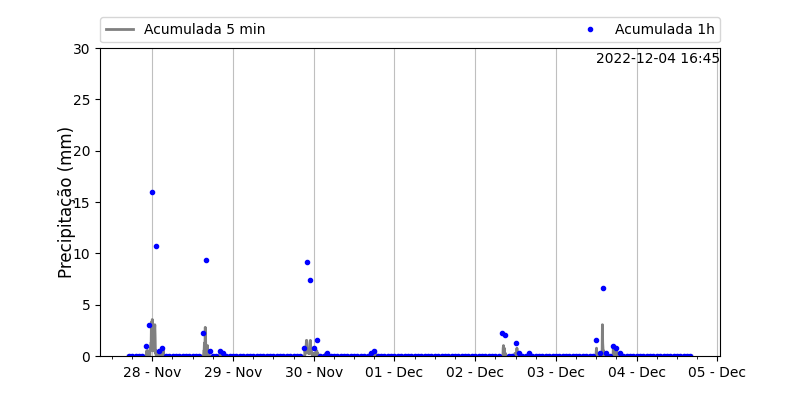 Acumulada 5 min
Acumulada 1h
2022-12-04 16:45
Precipitação (mm)
30
25
20
15
10
5
0
28 - Nov
29 - Nov
30 - Nov
01 - Dec
02 - Dec
03 - Dec
04 - Dec
05 - Dec